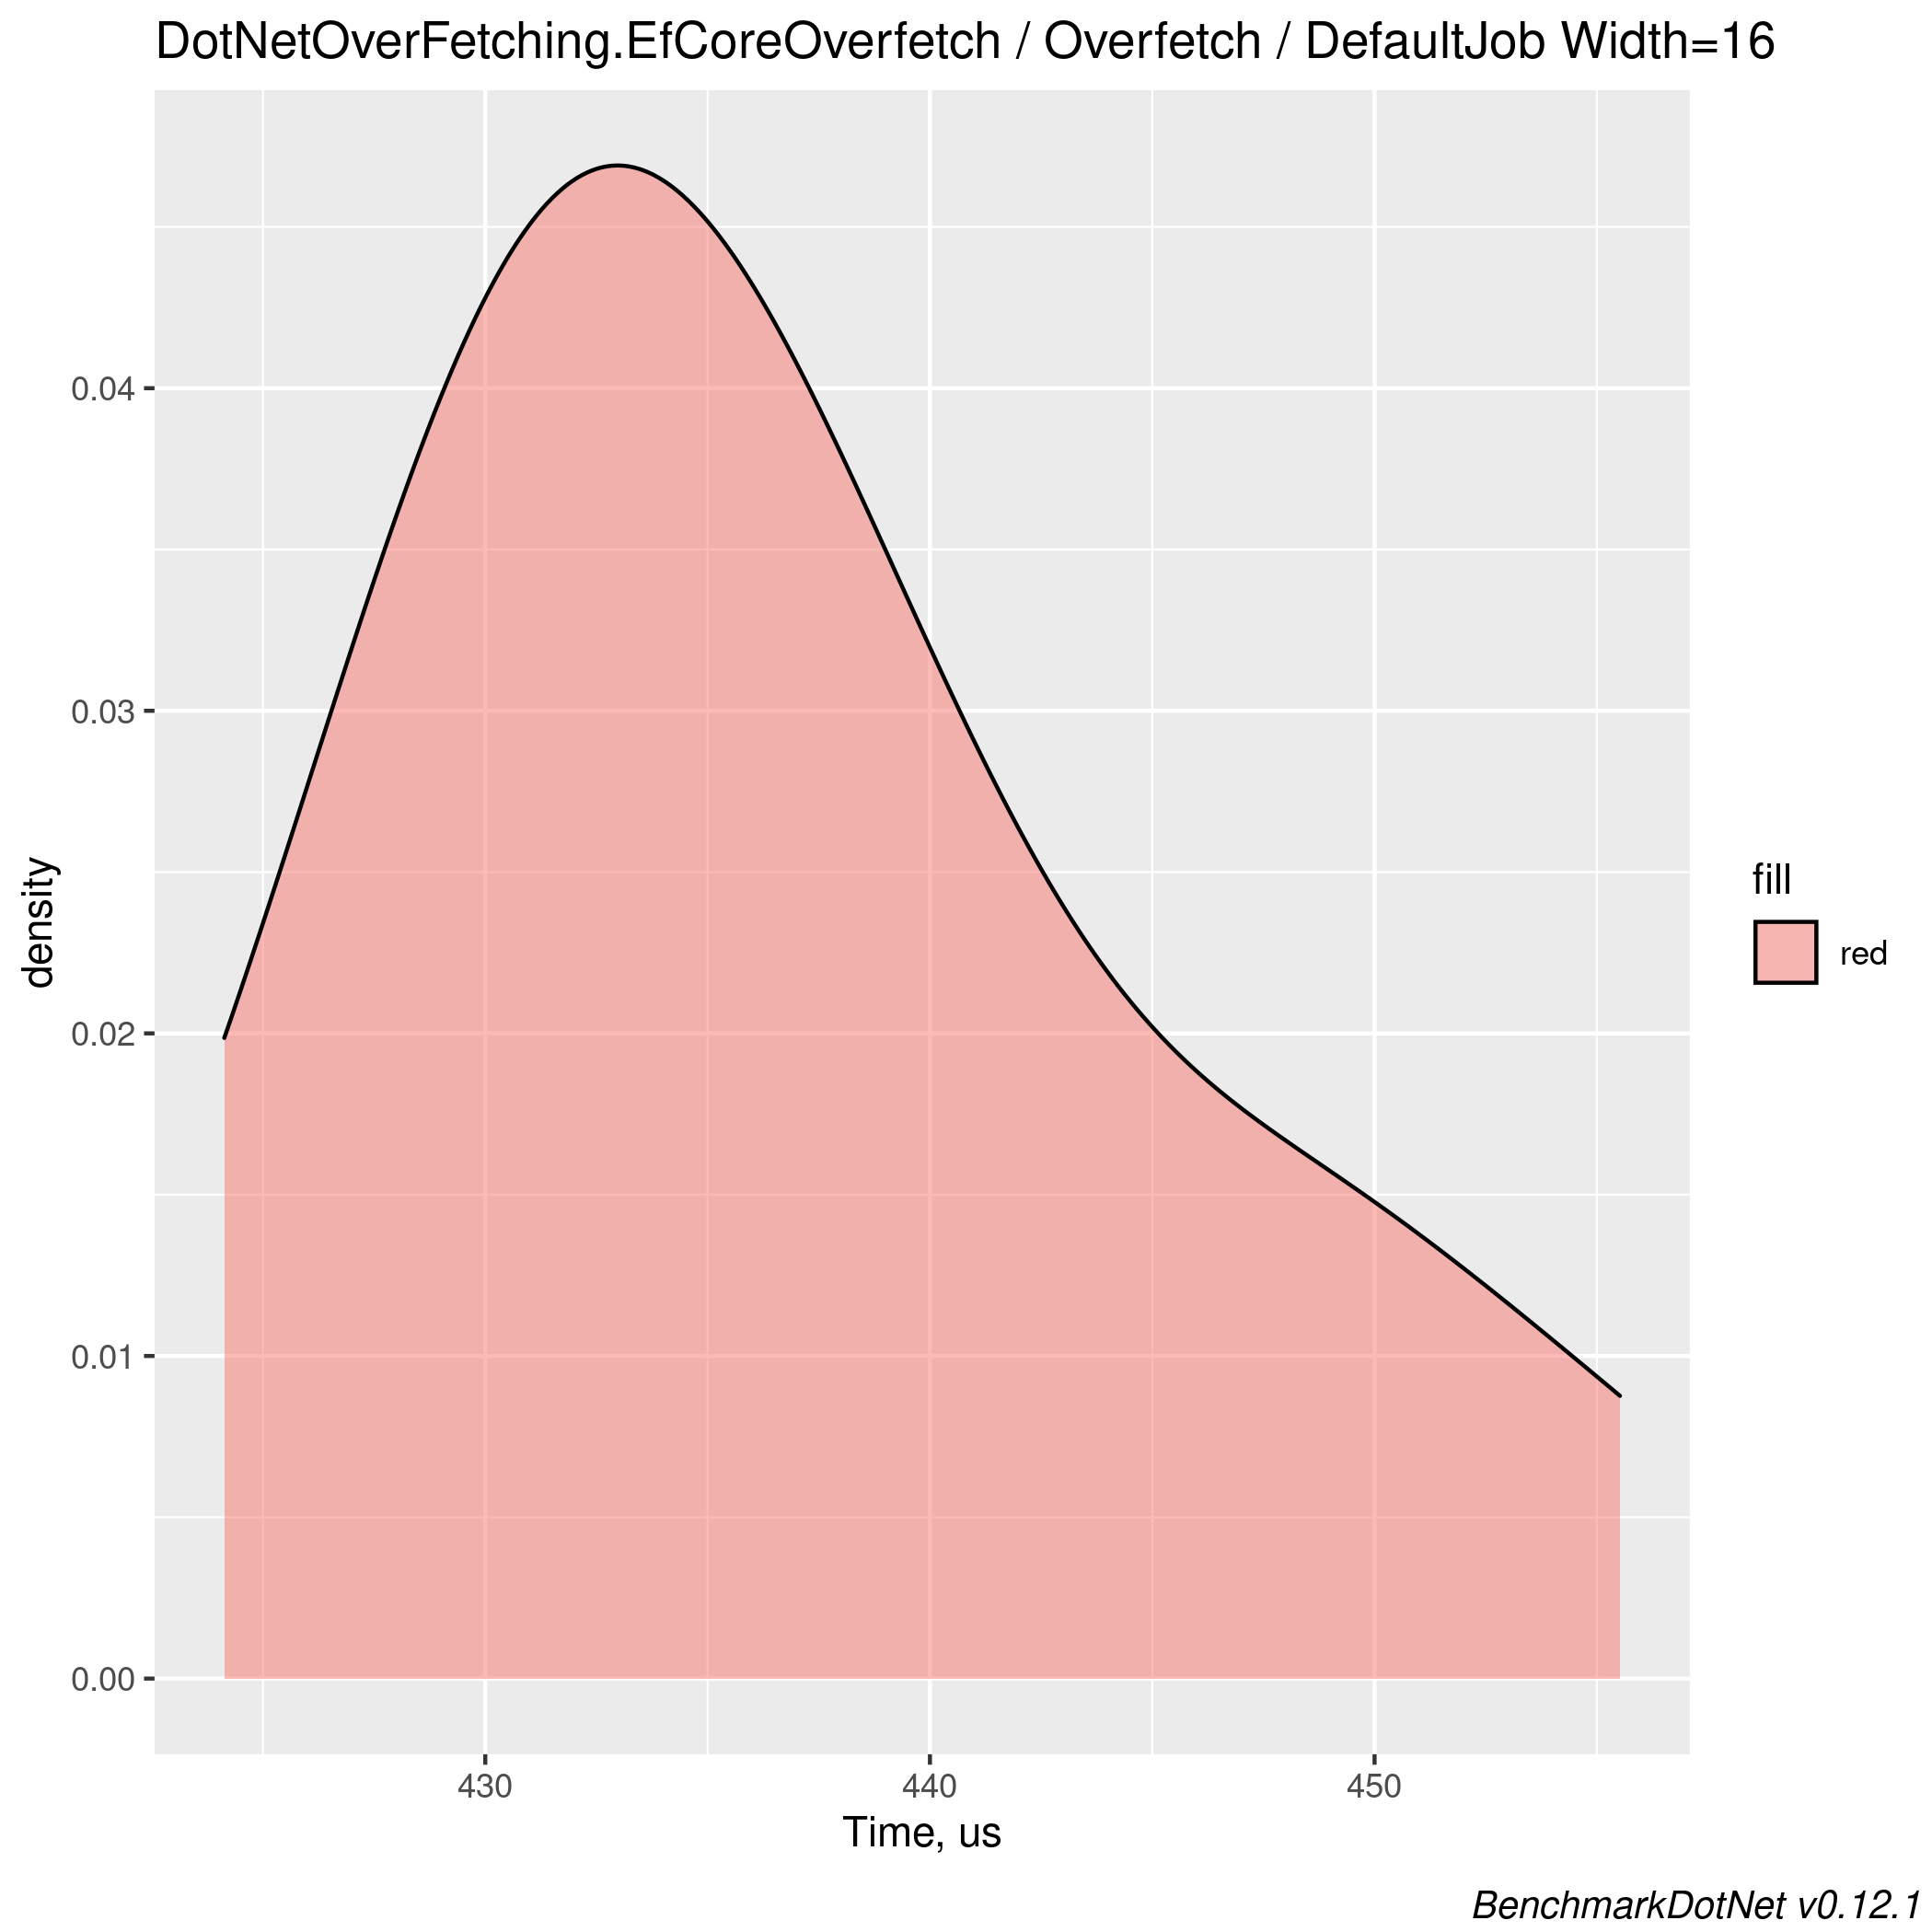 DotNetOverFetching.EfCoreOverfetch / Overfetch / DefaultJob Width=16
0.04
0.03
0.02
0.01
0.00
density
430 440 450
Time, us
fill
red
BenchmarkDotNet v0.12.1